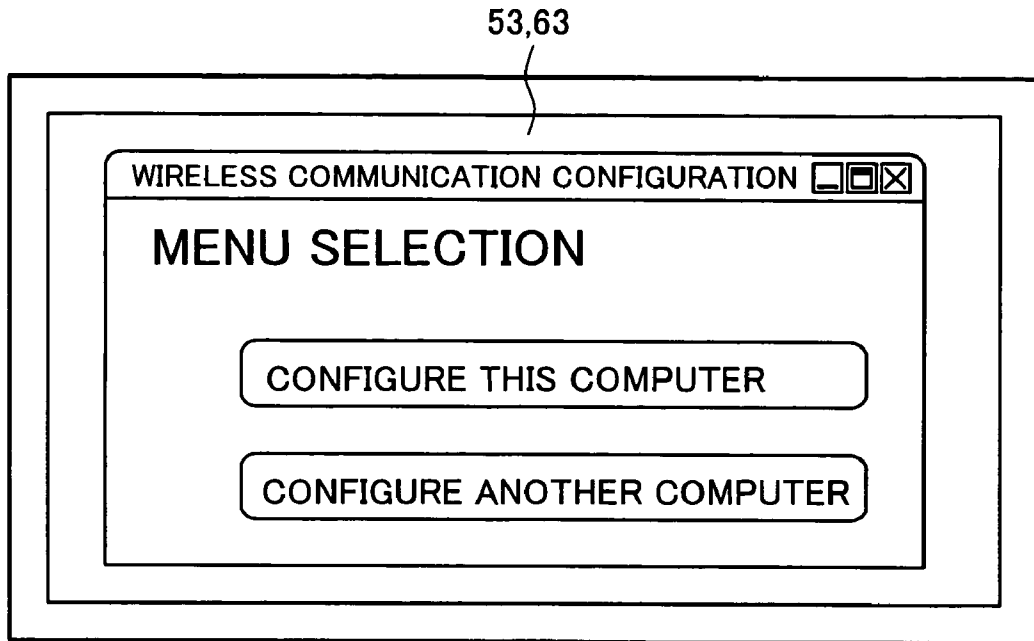 53,63
WIRELESS COMMUNICATION CONFIGURATION
MENU SELECTION
CONFIGURE THIS COMPUTER
CONFIGURE ANOTHER COMPUTER